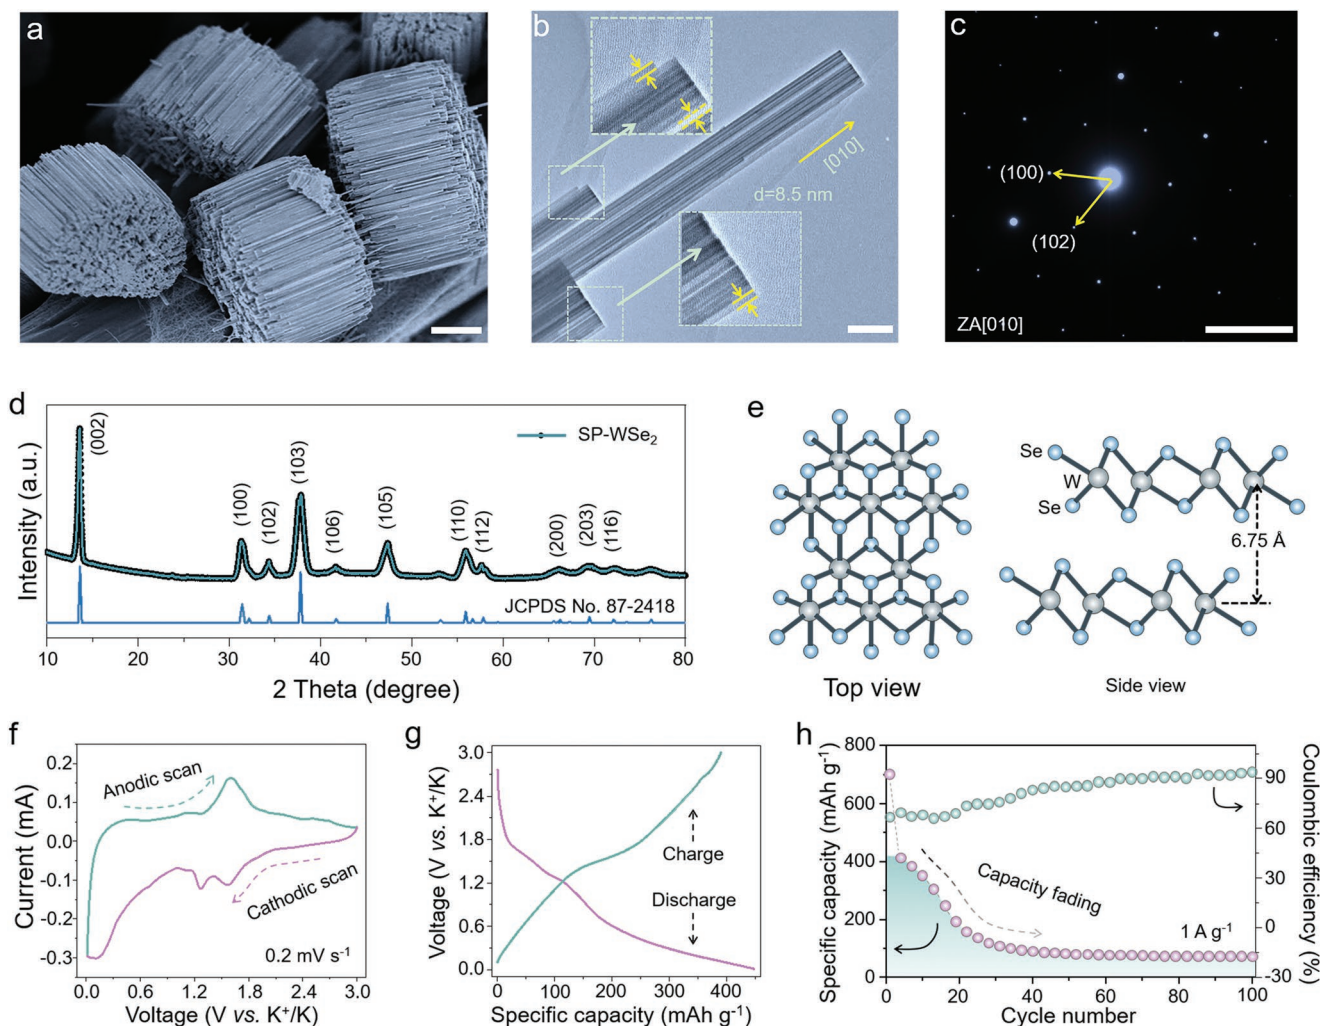 a
b
[010]
d=8.5 nm
c
(100)
(102)
ZA[010]
d
Intensity (a.u.)
(002)
(100)
(102)
(103)
(106)
(105)
(110)
(112)
(200)
(203)
(116)
SP-WSe₂
JCPDS No. 87-2418
10 20 30 40 50 60 70 80
2 Theta (degree)
e
Se
W
Se
6.75 Å
Top view
Side view
f
Current (mA)
0.2
0.1
0.0
-0.1
-0.2
-0.3
Anodic scan
Cathodic scan
0.2 mV s⁻¹
0.0 0.6 1.2 1.8 2.4 3.0
Voltage (V vs. K⁺/K)
g
Voltage (V vs. K⁺/K)
3.0
2.4
1.8
1.2
0.6
0.0
Charge
Discharge
0 100 200 300 400
Specific capacity (mAh g⁻¹)
h
Specific capacity (mAh g⁻¹)
800
600
400
200
0
Capacity fading
1 A g⁻¹
90
60
30
0
-30
Coulombic efficiency (%)
0 20 40 60 80 100
Cycle number